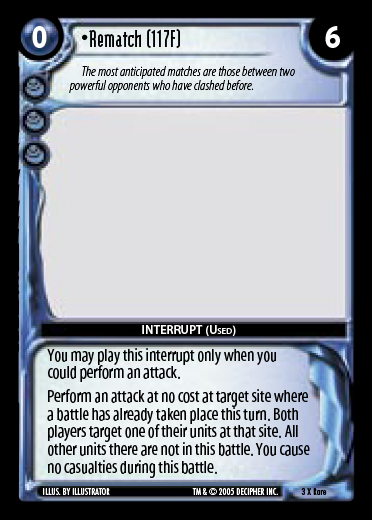 0
•Rematch (117F)
6
The most anticipated matches are those between two
powerful opponents who have clashed before.
INTERRUPT (USED)
You may play this interrupt only when you
could perform an attack.
Perform an attack at no cost at target site where
a battle has already taken place this turn. Both
players target one of their units at that site. All
other units there are not in this battle. You cause
no casualties during this battle.
ILLUS. BY ILLUSTRATOR
TM & © 2005 DECIPHER INC.
3 X Rare